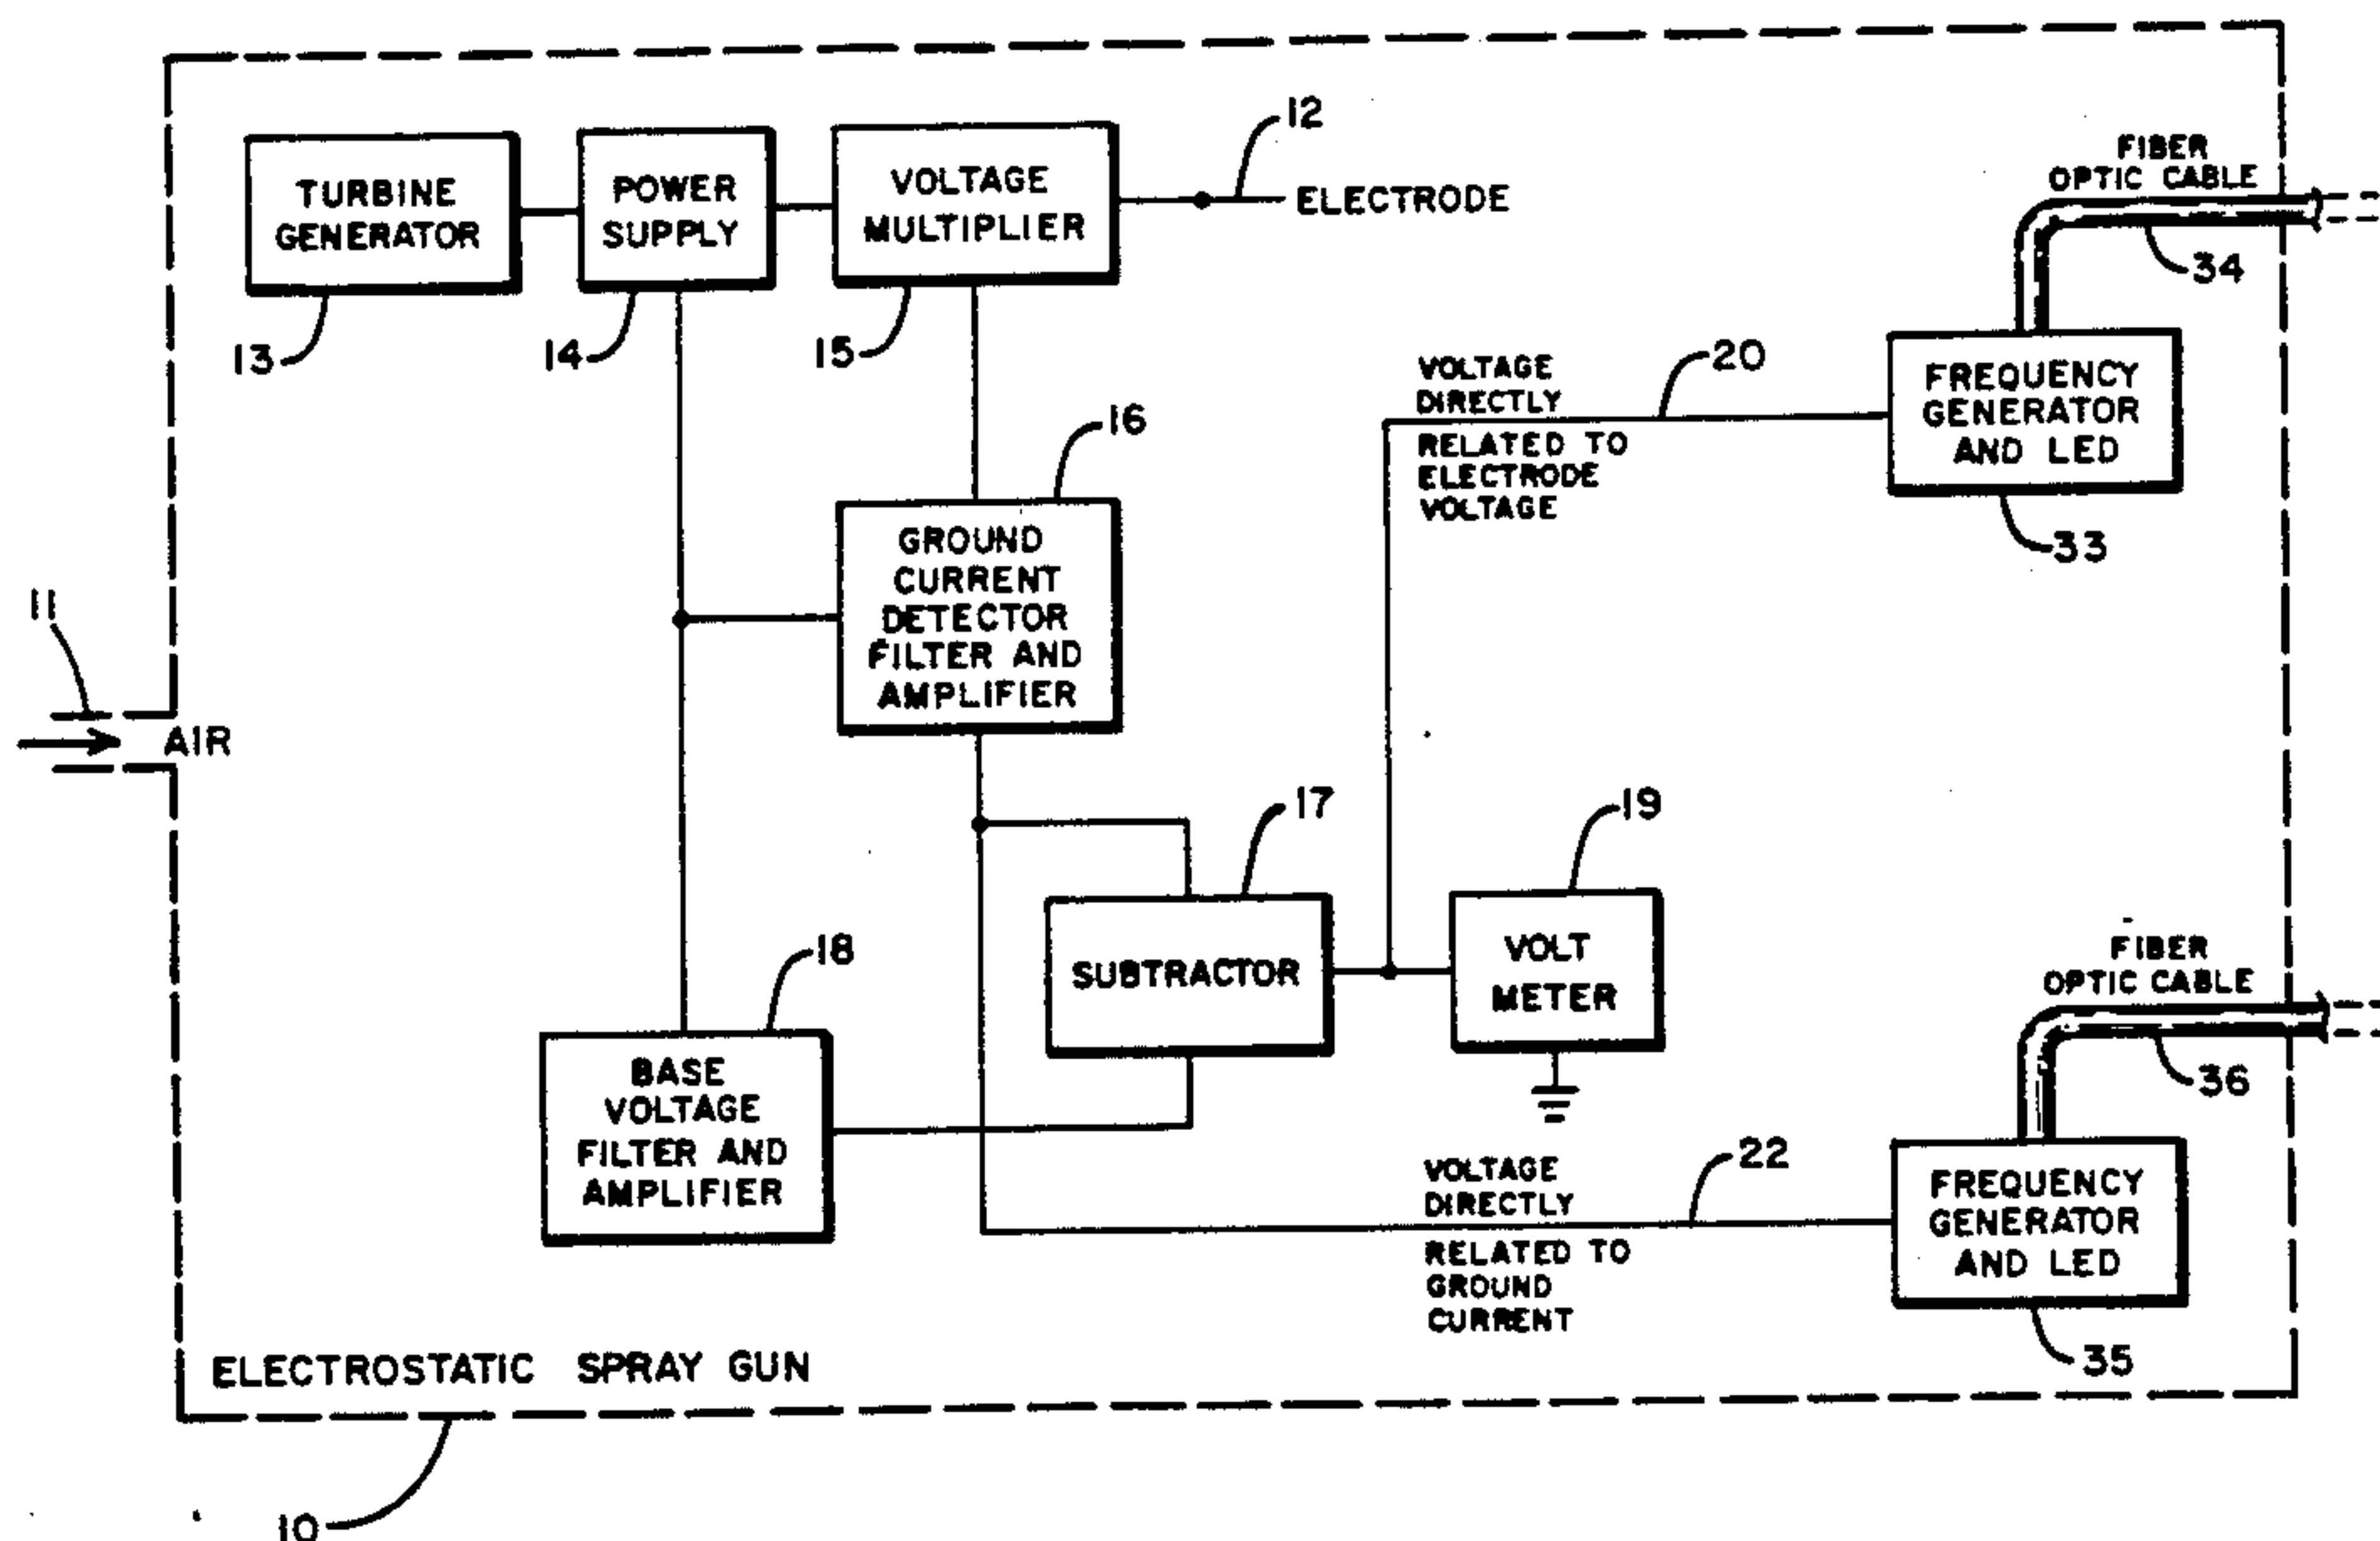 12
FIBER
OPTIC CABLE
TURBINE
GENERATOR
POWER
SUPPLY
VOLTAGE
MULTIPLIER
ELECTRODE
34
13
14
15
VOLTAGE
DIRECTLY
20
RELATED TO
ELECTRODE
VOLTAGE
FREQUENCY
GENERATOR
AND LED
33
16
GROUND
CURRENT
DETECTOR
FILTER AND
AMPLIFIER
11
AIR
17
19
SUBTRACTOR
VOLT
METER
18
BASE
VOLTAGE
FILTER AND
AMPLIFIER
FIBER
OPTIC CABLE
36
VOLTAGE
DIRECTLY
22
RELATED TO
GROUND
CURRENT
FREQUENCY
GENERATOR
AND LED
35
ELECTROSTATIC SPRAY GUN
10